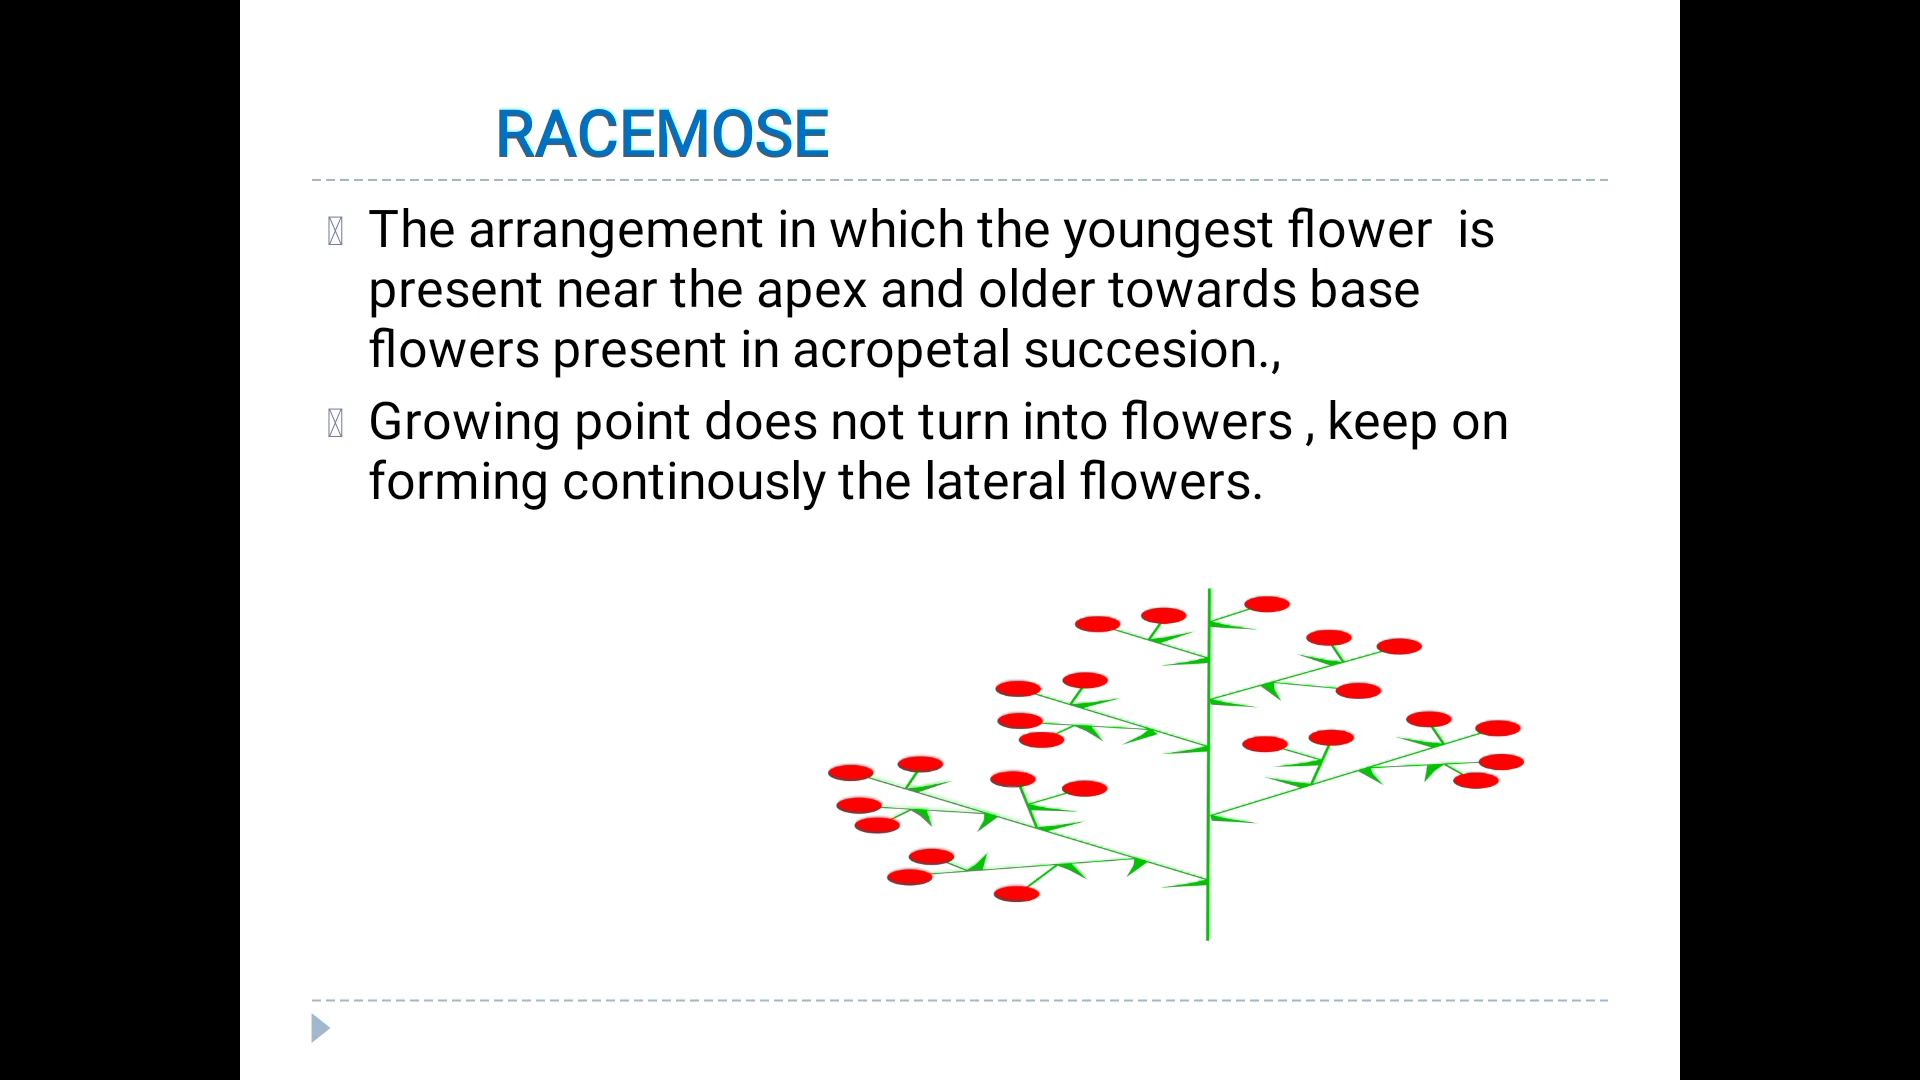 RACEMOSE
The arrangement in which the youngest flower  is
present near the apex and older towards base
flowers present in acropetal succesion.,
Growing point does not turn into flowers , keep on
forming continously the lateral flowers.